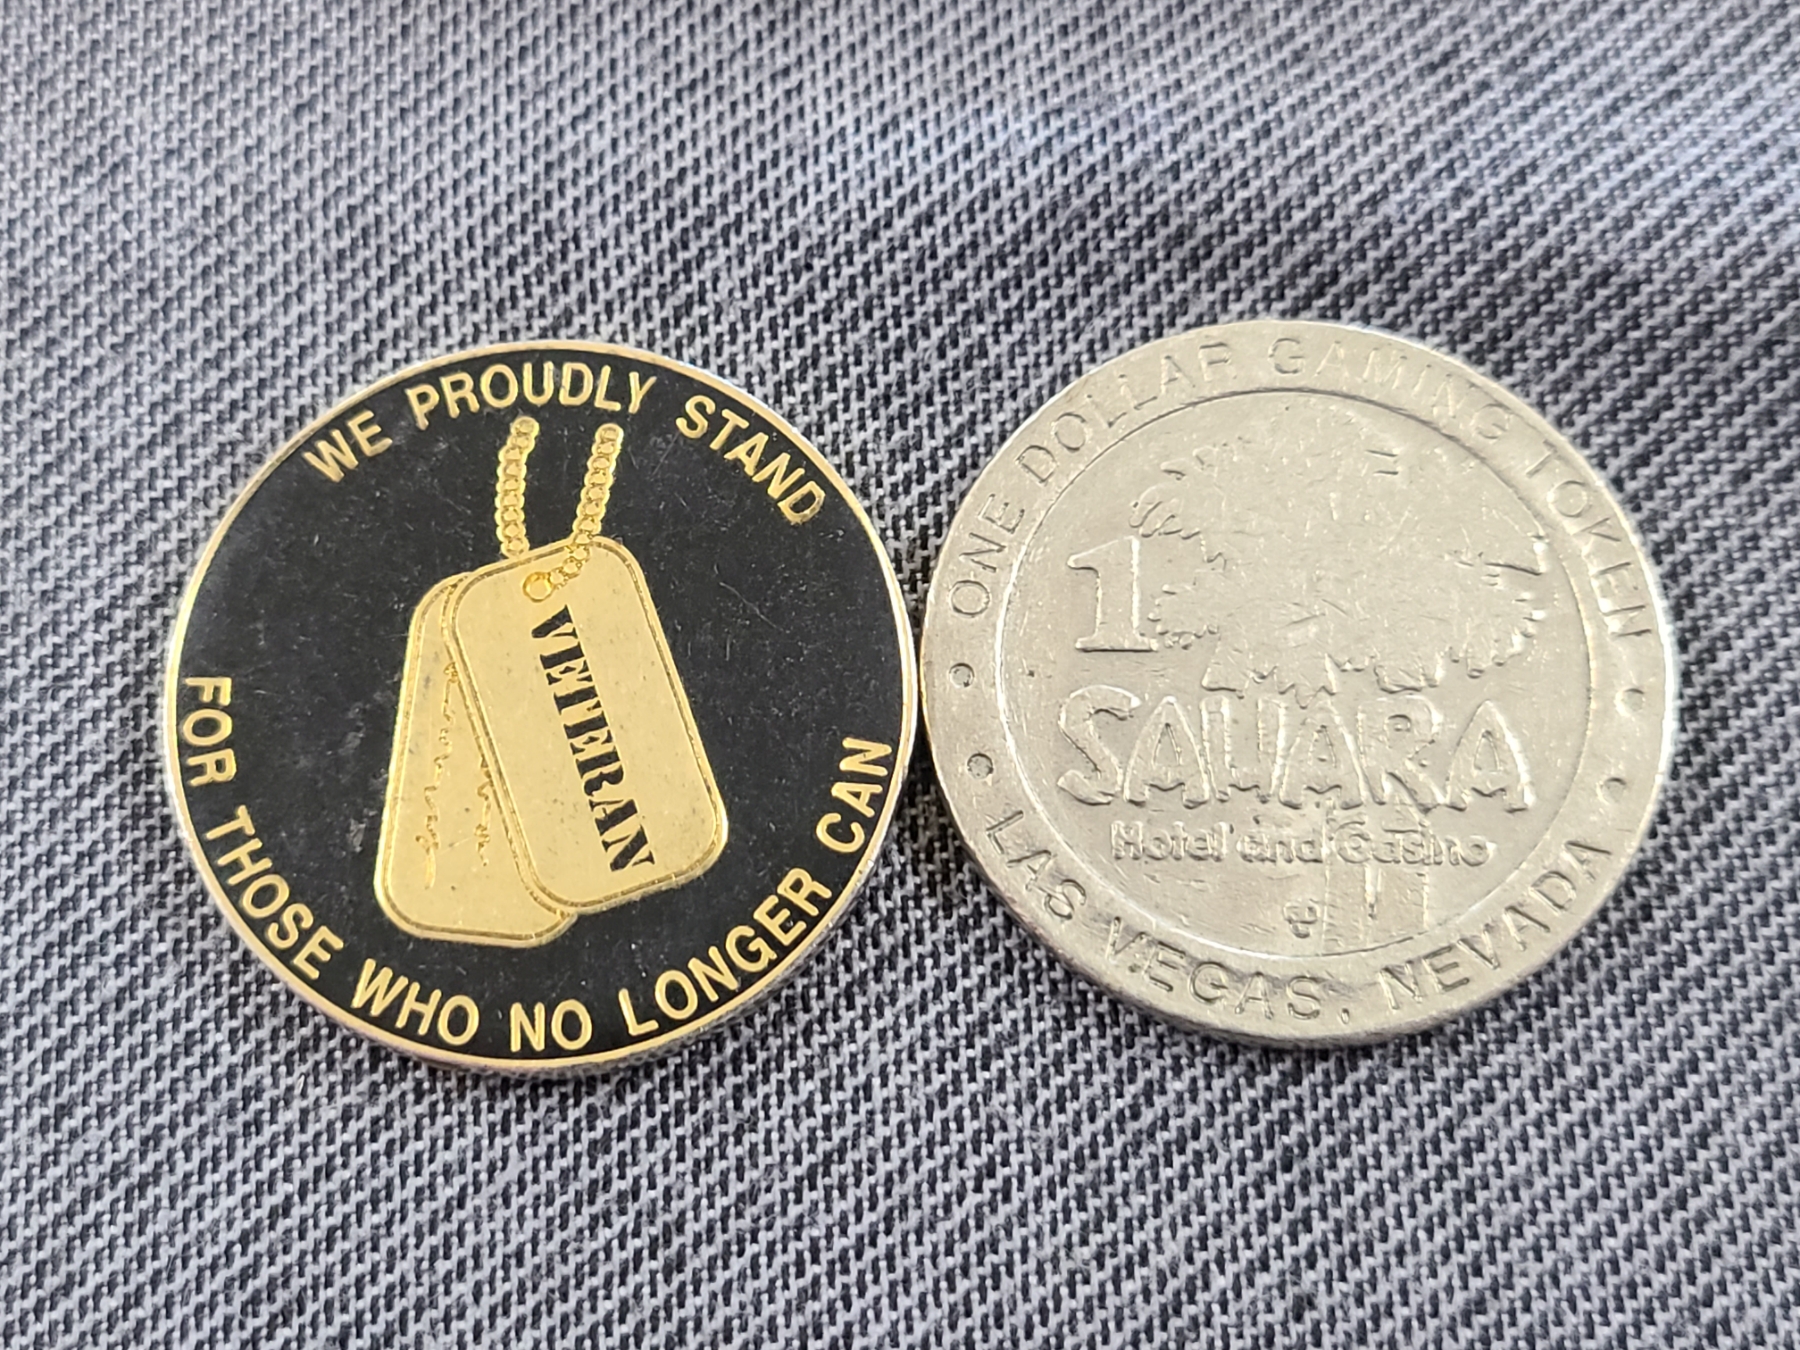 WE PROUDLY STAND
VETERAN
FOR THOSE WHO NO LONGER CAN
ONE DOLLAR GAMING TOKEN
1
SAHARA
Hotel and Casino
LAS VEGAS, NEVADA